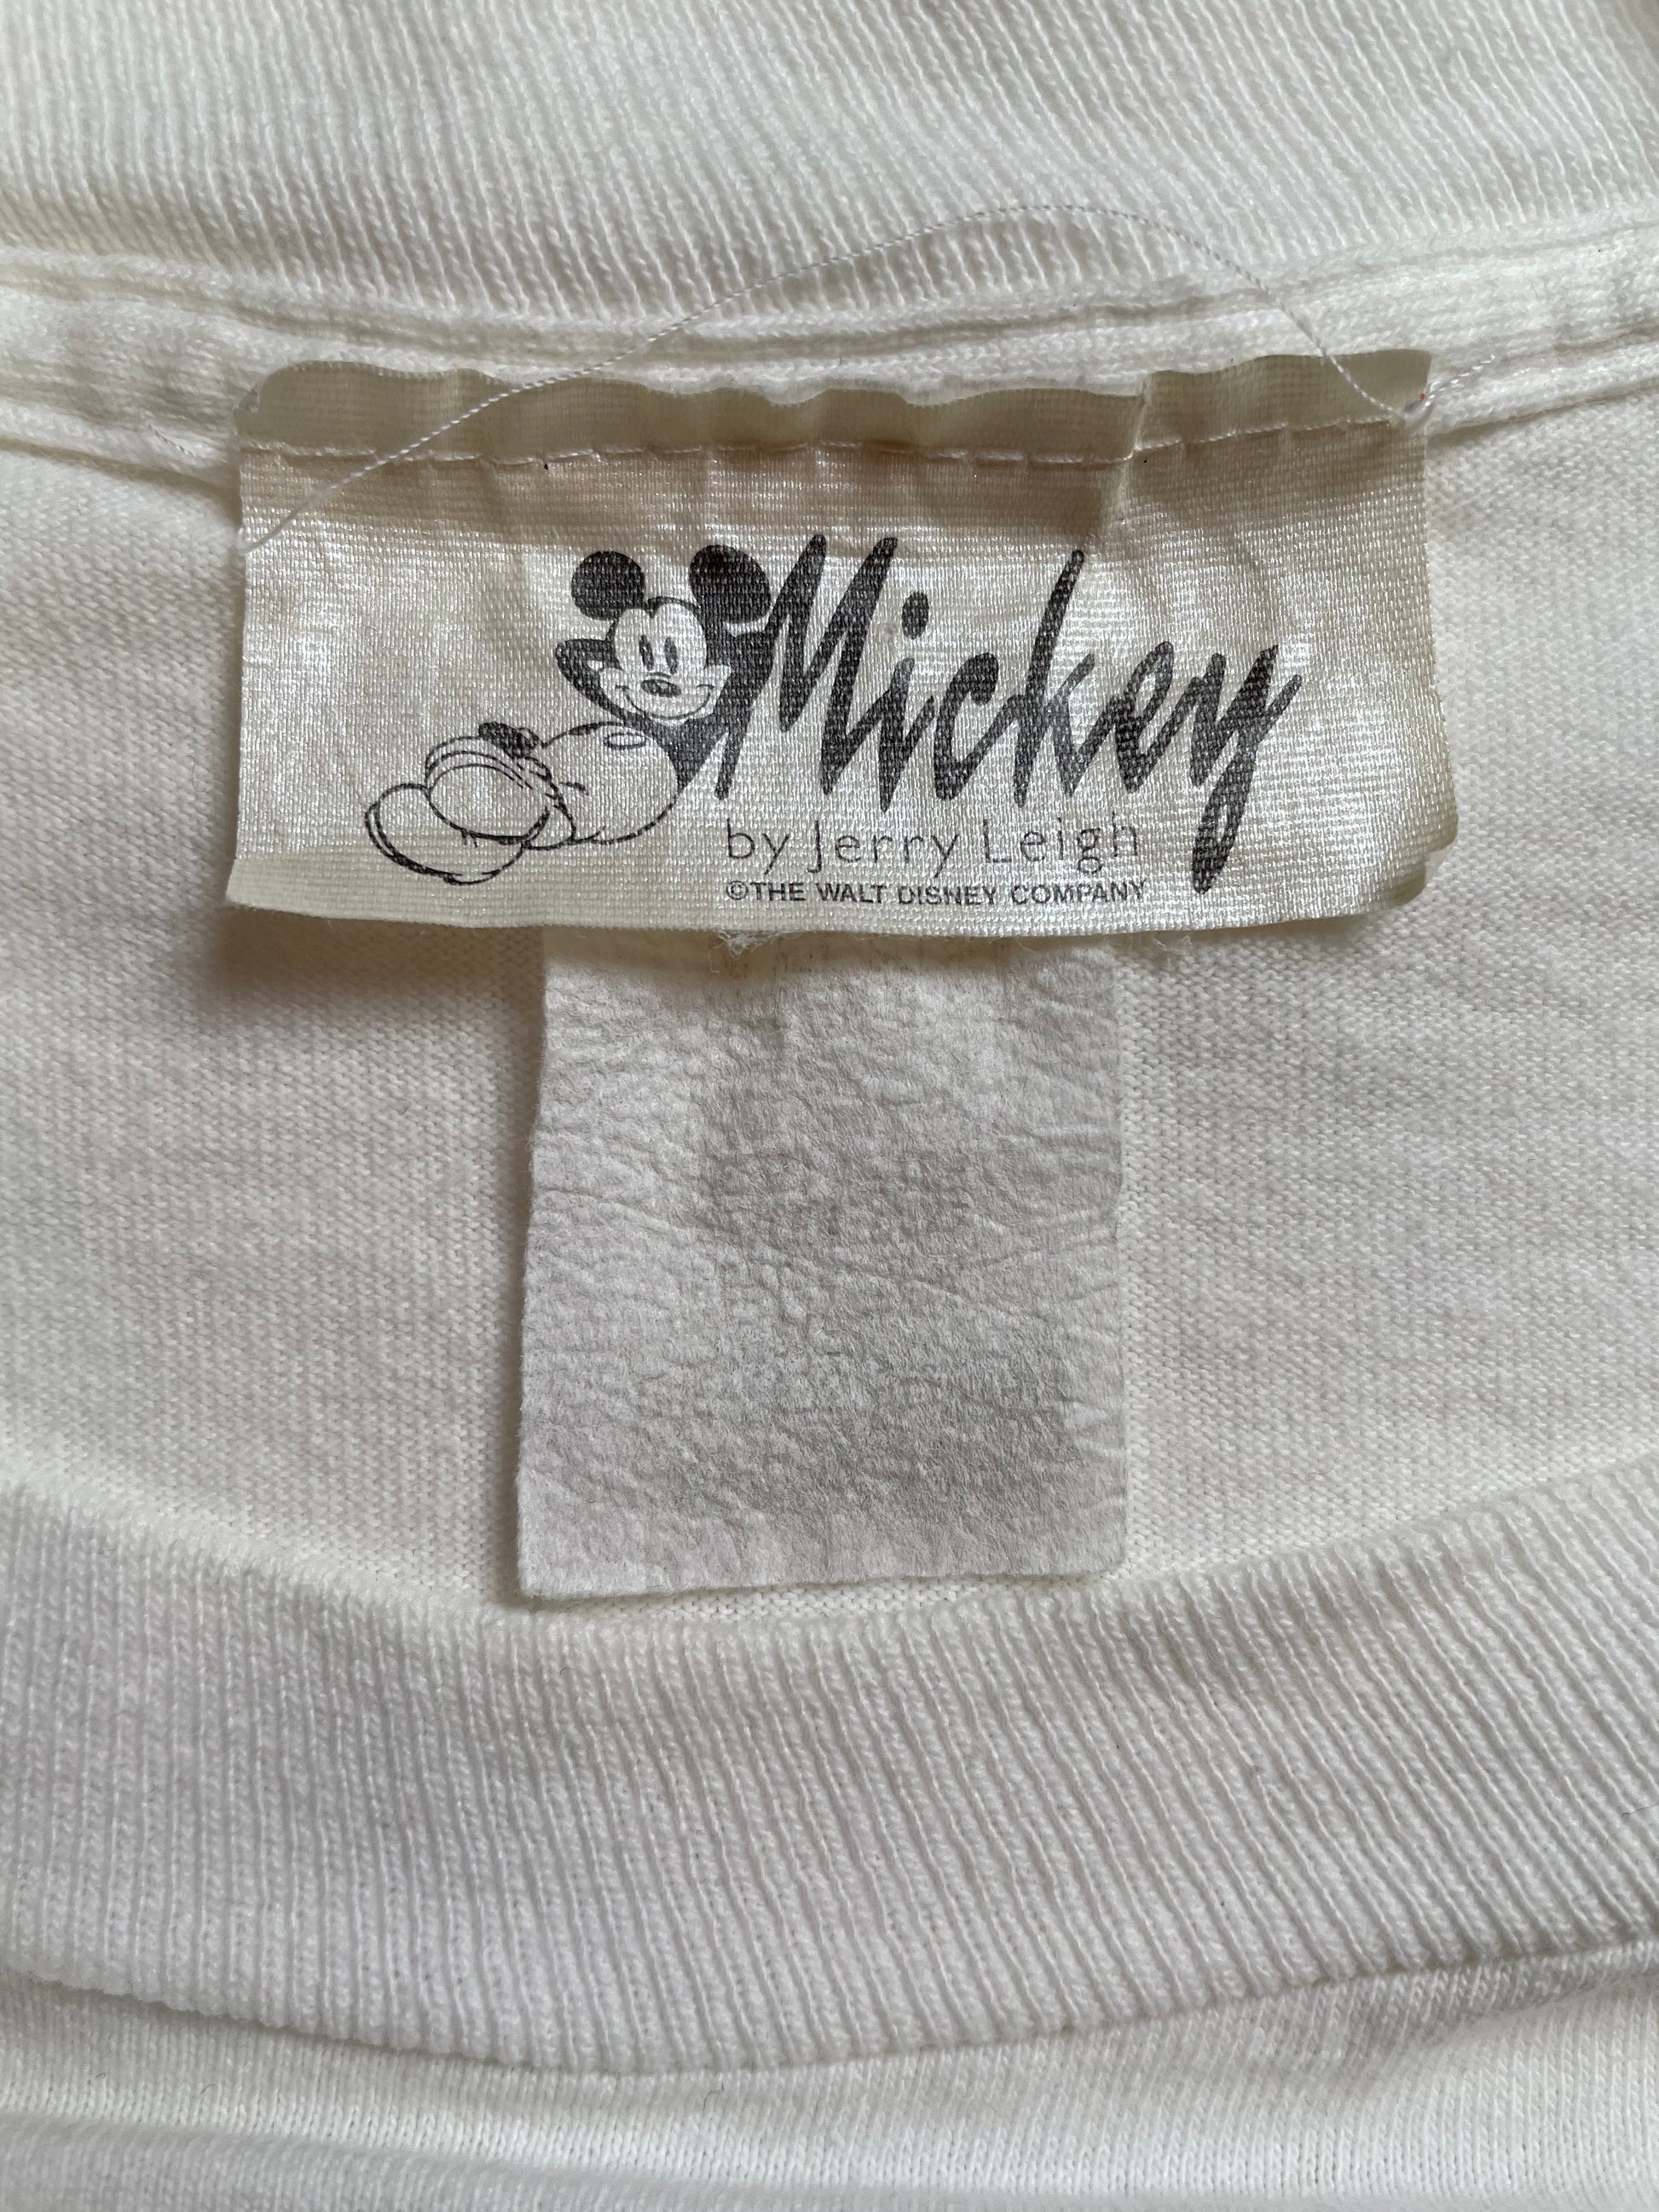 Mickey
by Jerry Leigh
©THE WALT DISNEY COMPANY